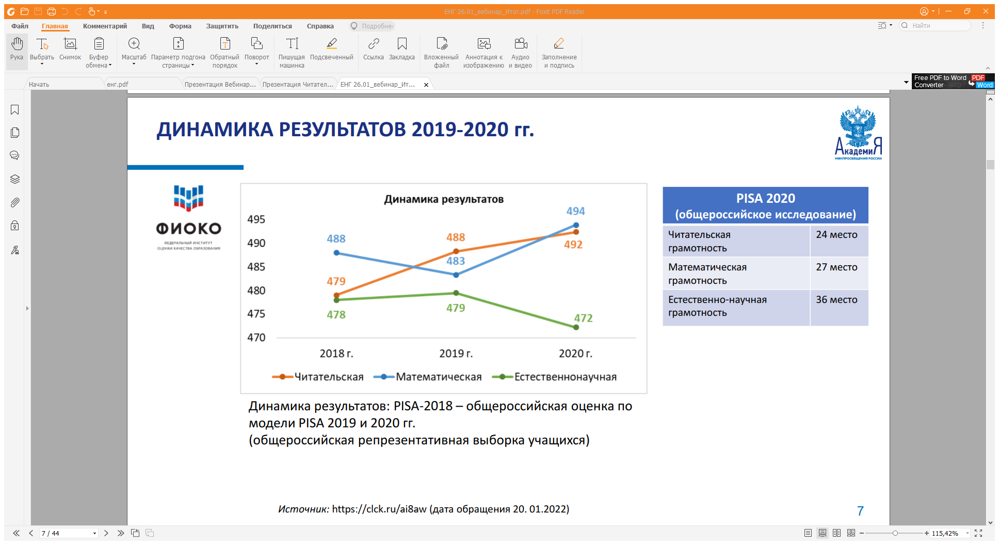 ЕНГ 26.01_вебинар_Итог.pdf - Foxit PDF Reader
Файл Главная Комментарий Вид Форма Защитить Поделиться Справка Подробнее Найти
Рука Выбрать Снимок Буфер обмена Масштаб Параметр подгона страницы Обратный порядок Поворот Пишущая машинка Подсвеченный Ссылка Закладка Вложенный файл Аннотация к изображению Аудио и видео Заполнение и подпись
Начать енг.pdf Презентация Вебинар... Презентация Читател... ЕНГ 26.01_вебинар_Ит...
Free PDF to Word PDF
Converter Word
ДИНАМИКА РЕЗУЛЬТАТОВ 2019-2020 гг.
АкадемиЯ
МИНПРОСВЕЩЕНИЯ РОССИИ
ФИОКО
ФЕДЕРАЛЬНЫЙ ИНСТИТУТ
ОЦЕНКИ КАЧЕСТВА ОБРАЗОВАНИЯ
Динамика результатов
495
490
485
480
475
470
488
483
494
479
488
492
478
479
472
2018 г. 2019 г. 2020 г.
Читательская Математическая Естественнонаучная
PISA 2020
(общероссийское исследование)
Читательская 24 место
грамотность
Математическая 27 место
грамотность
Естественно-научная 36 место
грамотность
Динамика результатов: PISA-2018 – общероссийская оценка по
модели PISA 2019 и 2020 гг.
(общероссийская репрезентативная выборка учащихся)
Источник: https://clck.ru/ai8aw (дата обращения 20. 01.2022)
7
7 / 44
115,42%